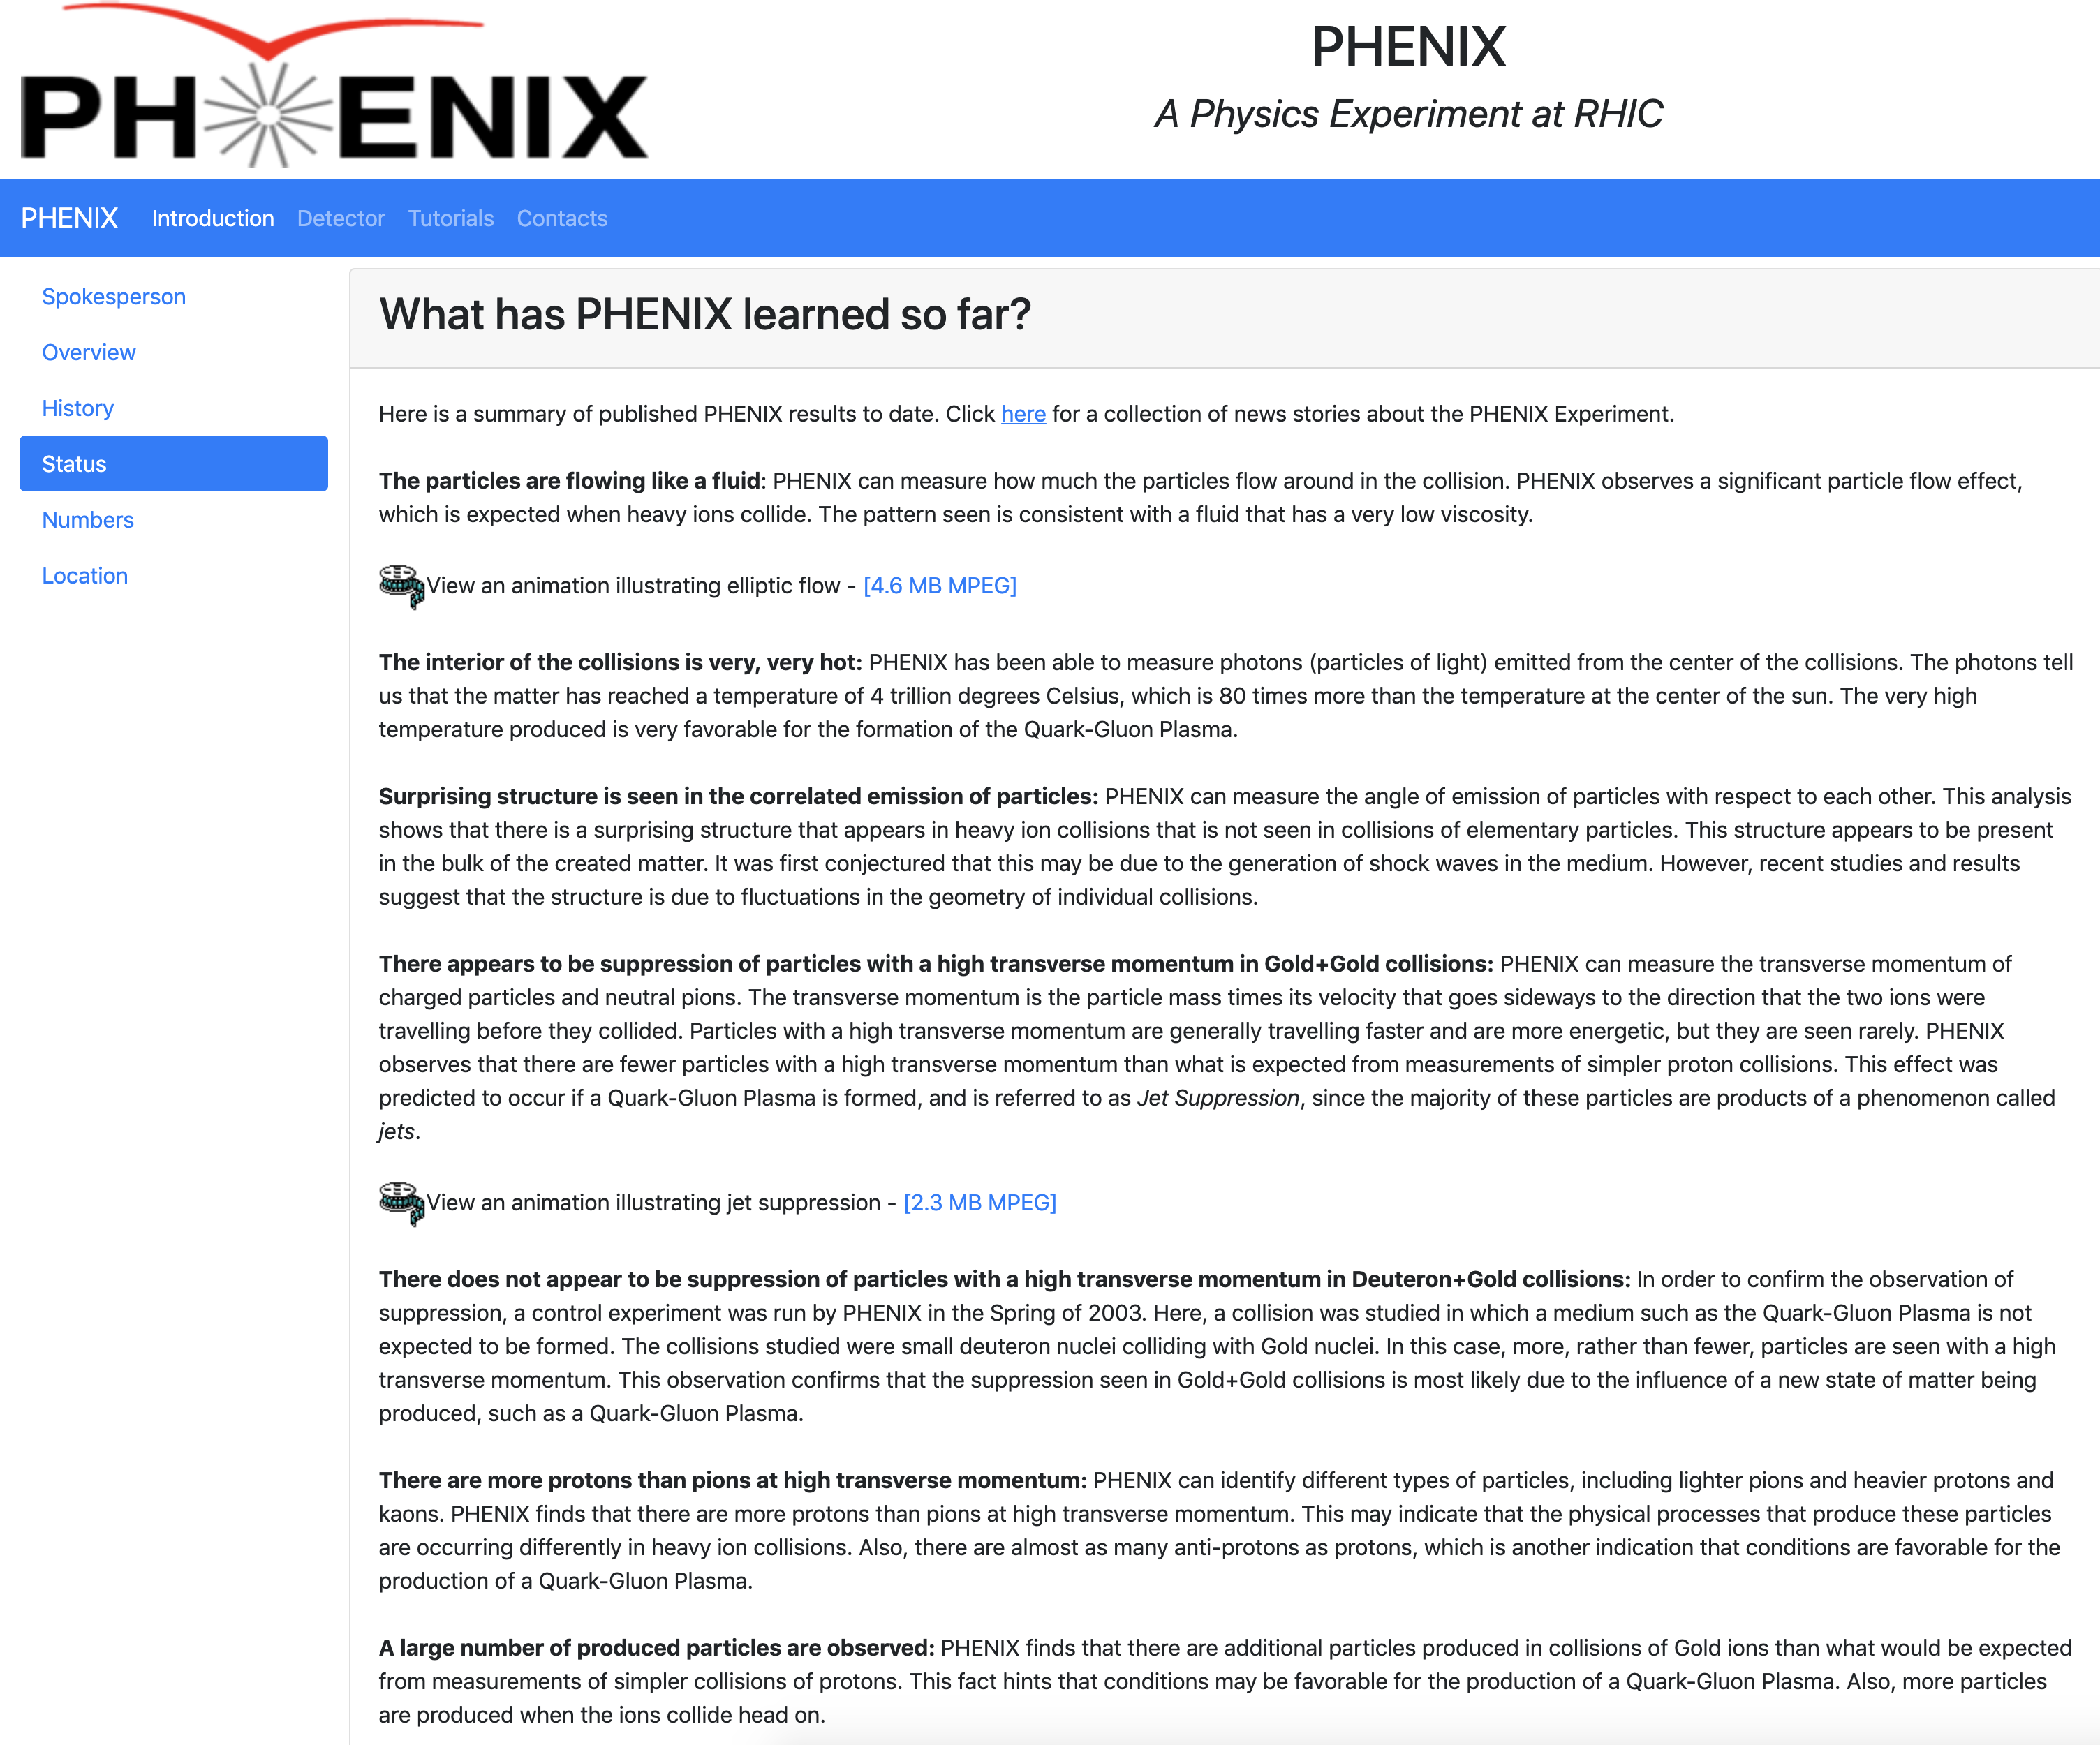 PHENIX
PHENIX
A Physics Experiment at RHIC
PHENIX Introduction Detector Tutorials Contacts
Spokesperson
Overview
History
Status
Numbers
Location
What has PHENIX learned so far?
Here is a summary of published PHENIX results to date. Click here for a collection of news stories about the PHENIX Experiment.
The particles are flowing like a fluid: PHENIX can measure how much the particles flow around in the collision. PHENIX observes a significant particle flow effect,
which is expected when heavy ions collide. The pattern seen is consistent with a fluid that has a very low viscosity.
View an animation illustrating elliptic flow - [4.6 MB MPEG]
The interior of the collisions is very, very hot: PHENIX has been able to measure photons (particles of light) emitted from the center of the collisions. The photons tell
us that the matter has reached a temperature of 4 trillion degrees Celsius, which is 80 times more than the temperature at the center of the sun. The very high
temperature produced is very favorable for the formation of the Quark-Gluon Plasma.
Surprising structure is seen in the correlated emission of particles: PHENIX can measure the angle of emission of particles with respect to each other. This analysis
shows that there is a surprising structure that appears in heavy ion collisions that is not seen in collisions of elementary particles. This structure appears to be present
in the bulk of the created matter. It was first conjectured that this may be due to the generation of shock waves in the medium. However, recent studies and results
suggest that the structure is due to fluctuations in the geometry of individual collisions.
There appears to be suppression of particles with a high transverse momentum in Gold+Gold collisions: PHENIX can measure the transverse momentum of
charged particles and neutral pions. The transverse momentum is the particle mass times its velocity that goes sideways to the direction that the two ions were
travelling before they collided. Particles with a high transverse momentum are generally travelling faster and are more energetic, but they are seen rarely. PHENIX
observes that there are fewer particles with a high transverse momentum than what is expected from measurements of simpler proton collisions. This effect was
predicted to occur if a Quark-Gluon Plasma is formed, and is referred to as Jet Suppression, since the majority of these particles are products of a phenomenon called
jets.
View an animation illustrating jet suppression - [2.3 MB MPEG]
There does not appear to be suppression of particles with a high transverse momentum in Deuteron+Gold collisions: In order to confirm the observation of
suppression, a control experiment was run by PHENIX in the Spring of 2003. Here, a collision was studied in which a medium such as the Quark-Gluon Plasma is not
expected to be formed. The collisions studied were small deuteron nuclei colliding with Gold nuclei. In this case, more, rather than fewer, particles are seen with a high
transverse momentum. This observation confirms that the suppression seen in Gold+Gold collisions is most likely due to the influence of a new state of matter being
produced, such as a Quark-Gluon Plasma.
There are more protons than pions at high transverse momentum: PHENIX can identify different types of particles, including lighter pions and heavier protons and
kaons. PHENIX finds that there are more protons than pions at high transverse momentum. This may indicate that the physical processes that produce these particles
are occurring differently in heavy ion collisions. Also, there are almost as many anti-protons as protons, which is another indication that conditions are favorable for the
production of a Quark-Gluon Plasma.
A large number of produced particles are observed: PHENIX finds that there are additional particles produced in collisions of Gold ions than what would be expected
from measurements of simpler collisions of protons. This fact hints that conditions may be favorable for the production of a Quark-Gluon Plasma. Also, more particles
are produced when the ions collide head on.